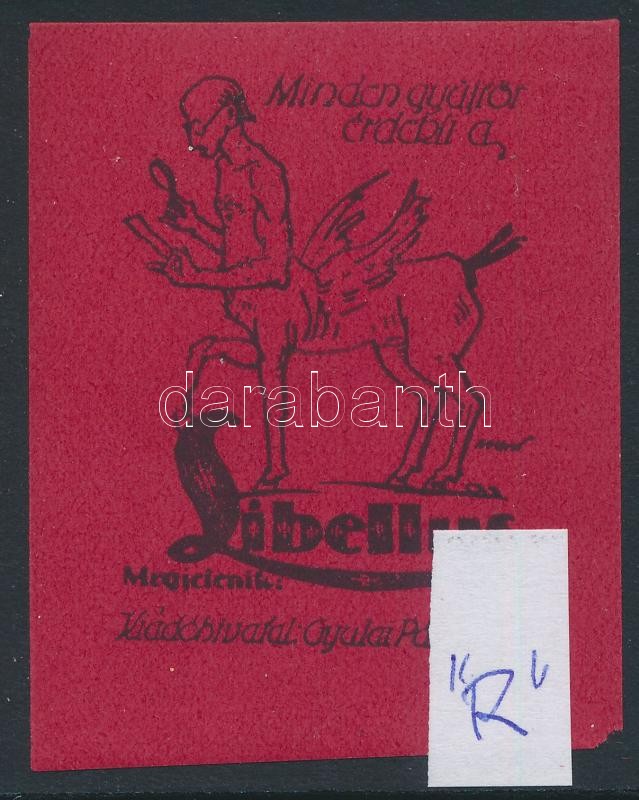 Minden gyűjtőt
érdekli a
darabanth
Libellus
Megjelenik:
Kiadóhivatal: Gyulai Pá
"R"